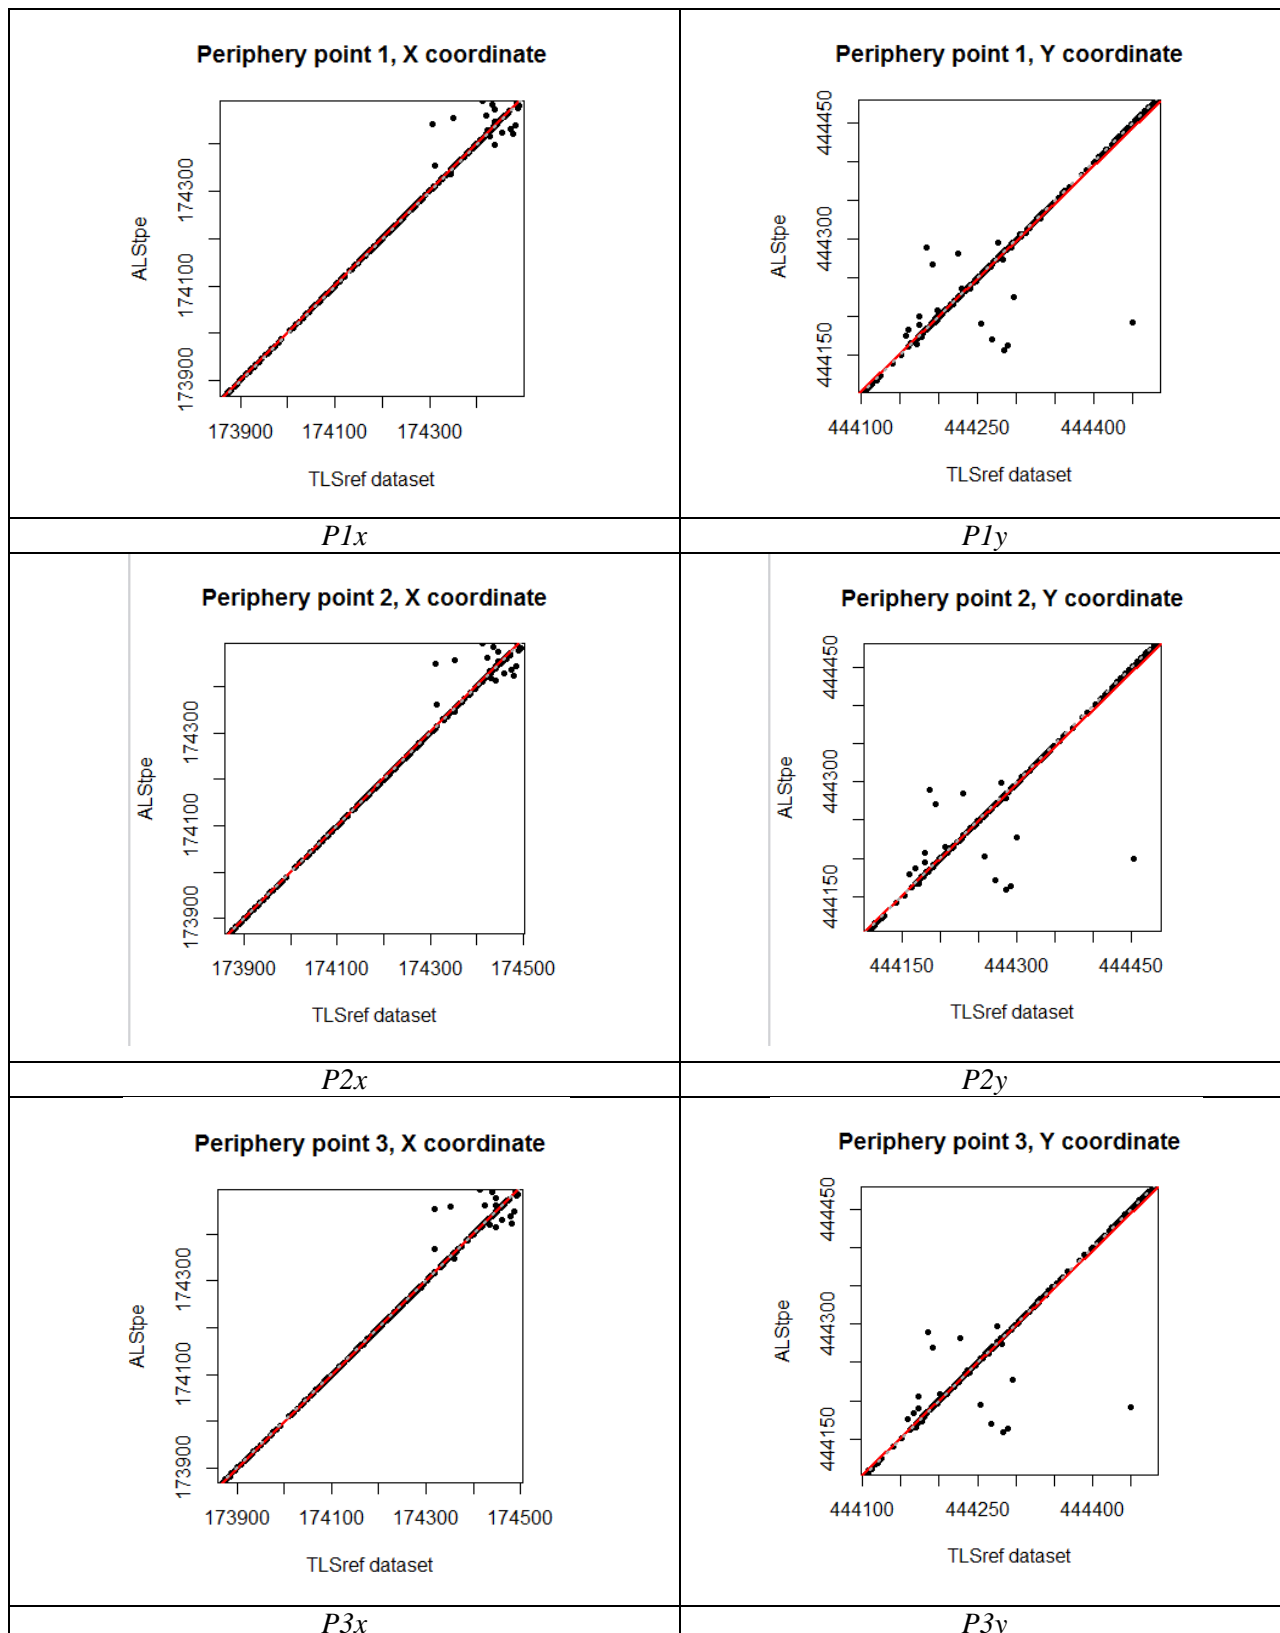 Periphery point 1, X coordinate
ALStpe
173900 174100 174300
173900 174100 174300
TLSref dataset
P1x
Periphery point 1, Y coordinate
ALStpe
444150 444300 444450
444100 444250 444400
TLSref dataset
P1y
Periphery point 2, X coordinate
ALStpe
173900 174100 174300
173900 174100 174300 174500
TLSref dataset
P2x
Periphery point 2, Y coordinate
ALStpe
444150 444300 444450
444150 444300 444450
TLSref dataset
P2y
Periphery point 3, X coordinate
ALStpe
173900 174100 174300
173900 174100 174300 174500
TLSref dataset
P3x
Periphery point 3, Y coordinate
ALStpe
444150 444300 444450
444100 444250 444400
TLSref dataset
P3y